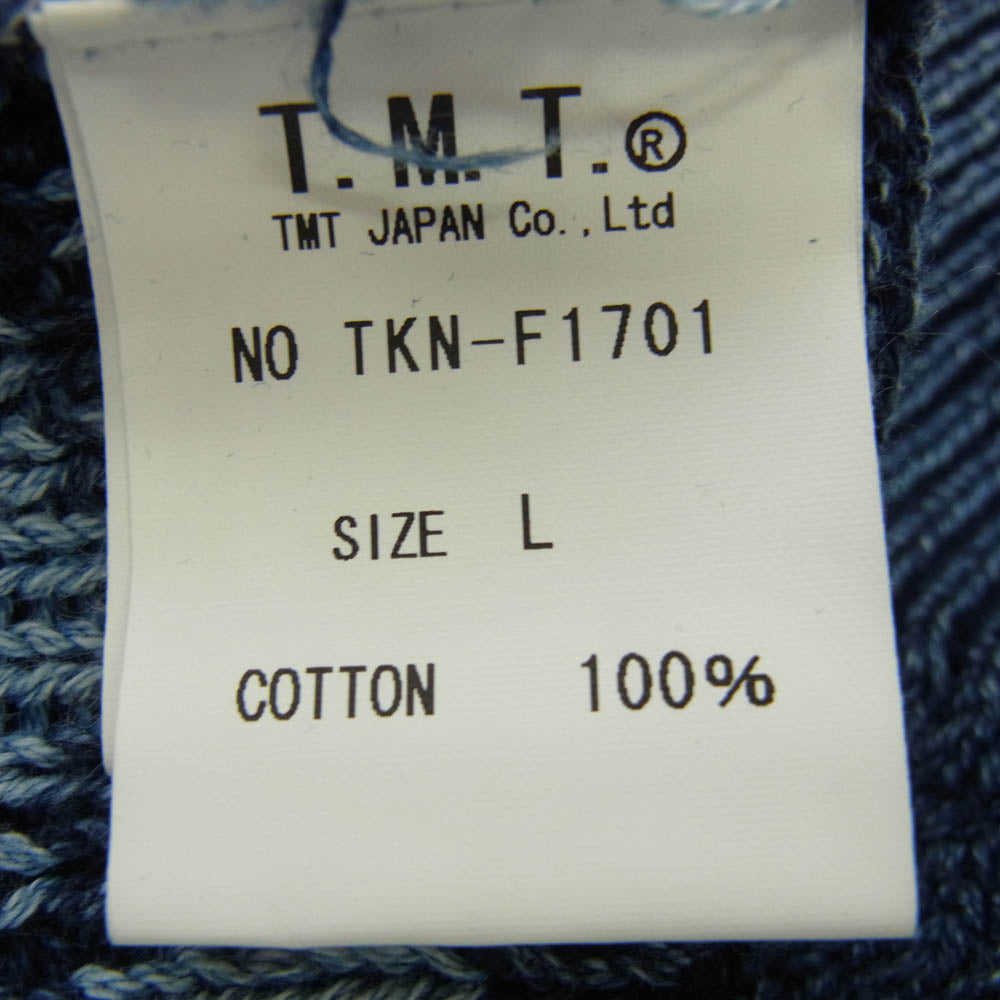 T.M.T.®
TMT JAPAN Co.,Ltd
NO TKN-F1701
SIZE L
COTTON 100%